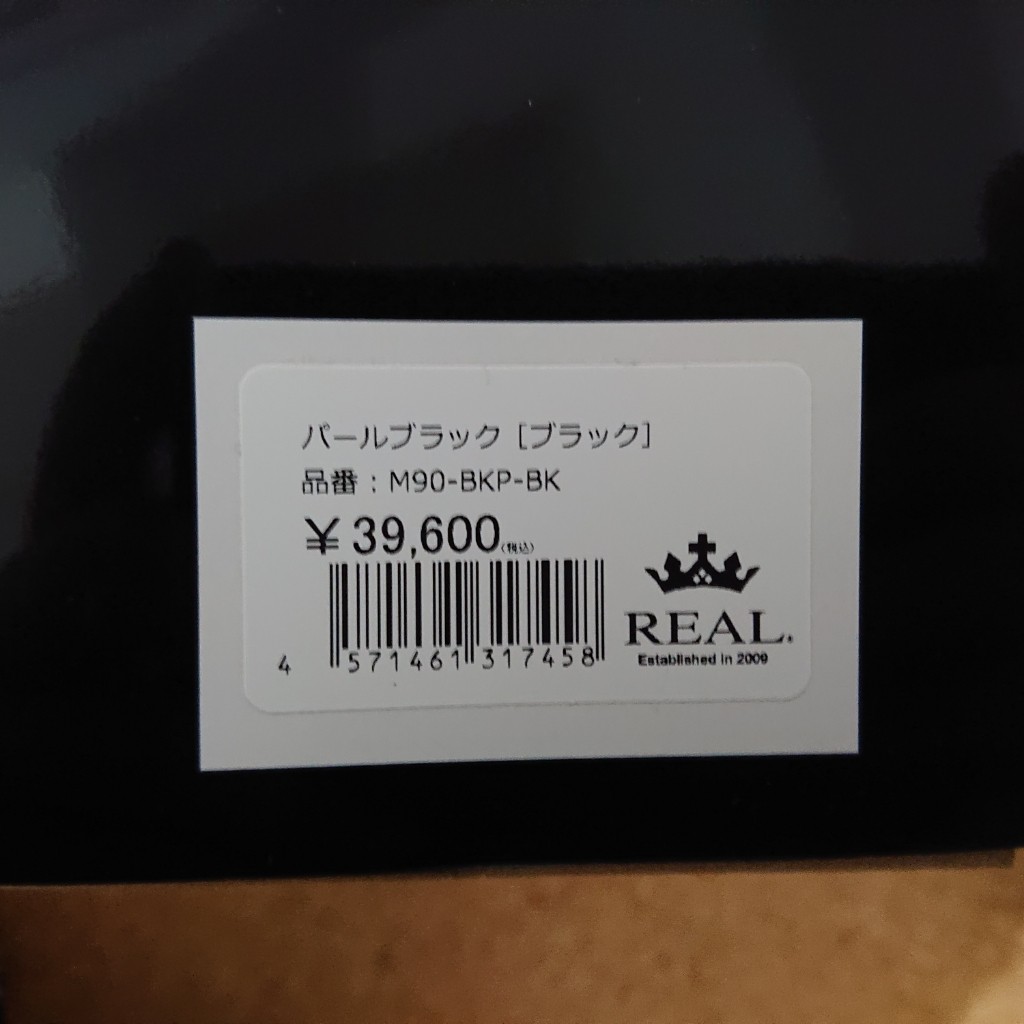 パールブラック [ブラック]
品番：M90-BKP-BK
￥39,600(税込)
4 571461 317458
REAL.
Established in 2009